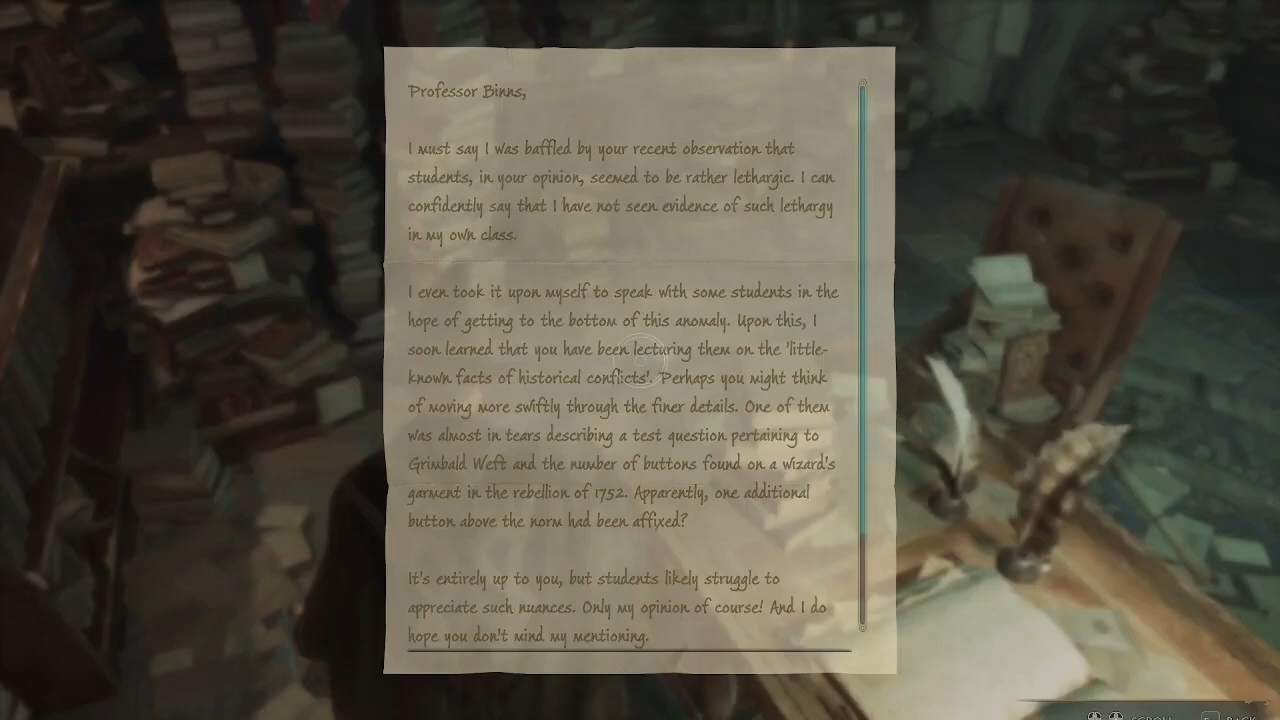 Professor Binns,
I must say I was baffled by your recent observation that
students, in your opinion, seemed to be rather lethargic. I can
confidently say that I have not seen evidence of such lethargy
in my own class.
I even took it upon myself to speak with some students in the
hope of getting to the bottom of this anomaly. Upon this, I
soon learned that you have been lecturing them on the 'little-
known facts of historical conflicts'. Perhaps you might think
of moving more swiftly through the finer details. One of them
was almost in tears describing a test question pertaining to
Grimbald Weft and the number of buttons found on a wizard's
garment in the rebellion of 1752. Apparently, one additional
button above the norm had been affixed?
It's entirely up to you, but students likely struggle to
appreciate such nuances. Only my opinion of course! And I do
hope you don't mind my mentioning.
SCROLL BACK